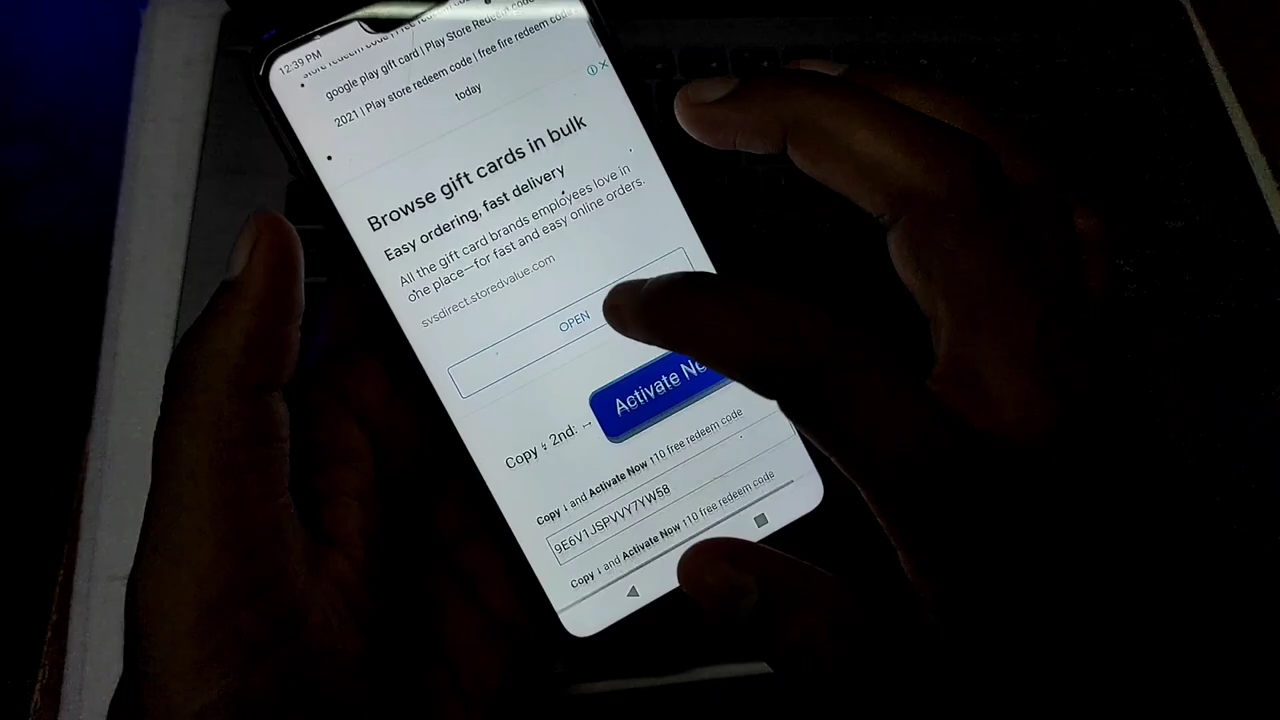 12:39 PM
google play gift card | Play Store Redeem code
2021 | Play store redeem code | free fire redeem code
today
Browse gift cards in bulk
Easy ordering, fast delivery
All the gift card brands employees love in
one place—for fast and easy online orders.
svsdirect.storedvalue.com
OPEN
Activate
Copy ↯ 2nd: →
Copy ↓ and Activate Now ↑10 free redeem code
9E6V1JSPVVY7YW58
Copy ↓ and Activate Now ↑10 free redeem code